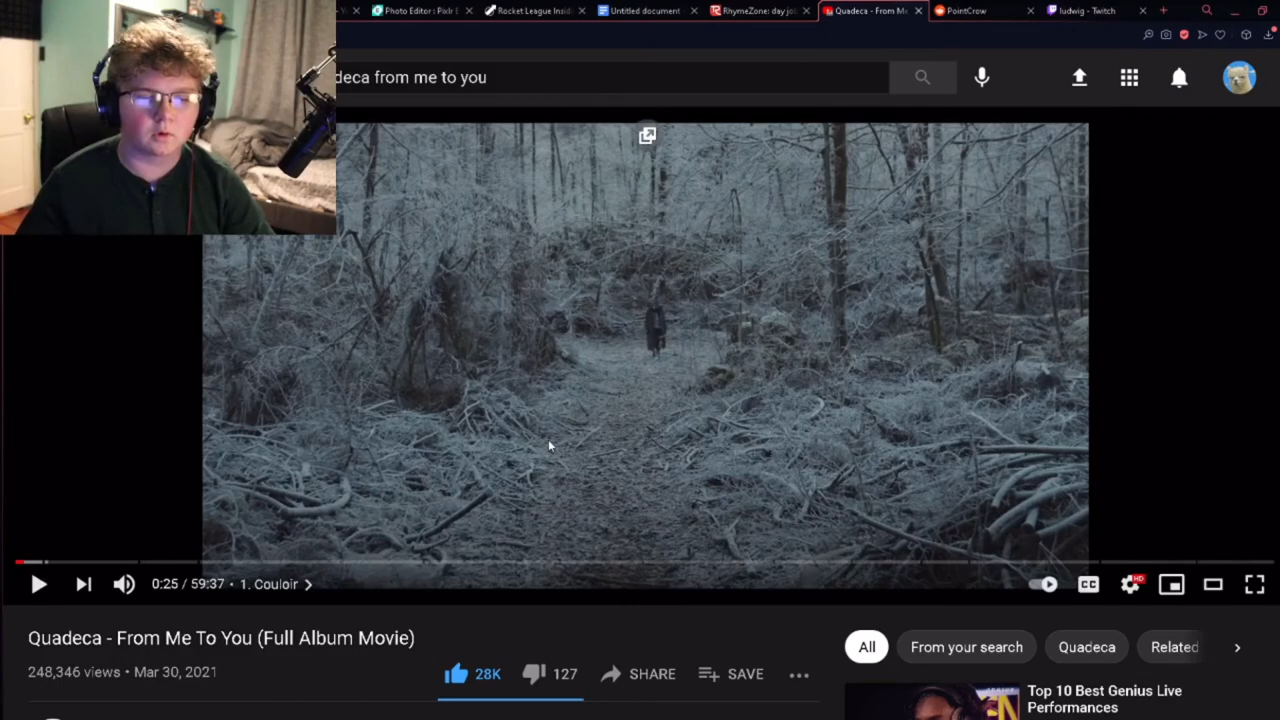 Photo Editor : Pixlr E
Rocket League Insid
Untitled document
RhymeZone: day jo
Quadeca - From Me
PointCrow
ludwig - Twitch
deca from me to you
0:25 / 59:37 • 1. Couloir
CC
HD
Quadeca - From Me To You (Full Album Movie)
248,346 views • Mar 30, 2021
28K
127
SHARE
SAVE
All
From your search
Quadeca
Related
Top 10 Best Genius Live
Performances